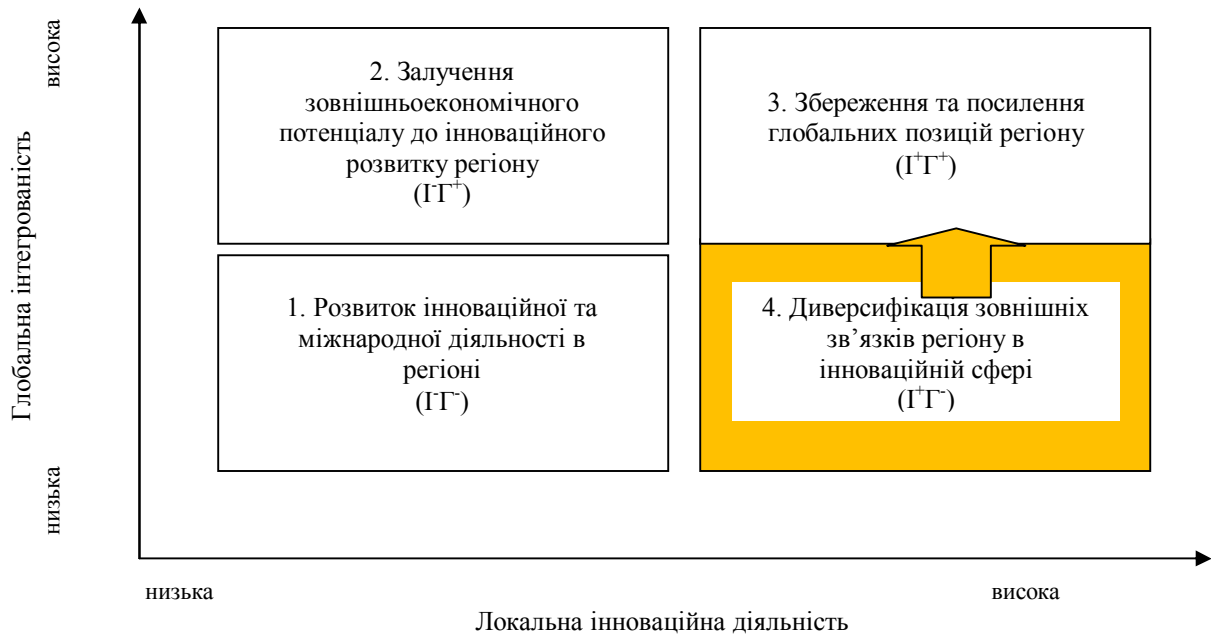 висока
Глобальна інтегрованість
низька
2. Залучення
зовнішньоекономічного
потенціалу до інноваційного
розвитку регіону
(І⁻Г⁺)
3. Збереження та посилення
глобальних позицій регіону
(І⁺Г⁺)
1. Розвиток інноваційної та
міжнародної діяльності в
регіоні
(І⁻Г⁻)
4. Диверсифікація зовнішніх
зв’язків регіону в
інноваційній сфері
(І⁺Г⁻)
низька
висока
Локальна інноваційна діяльність